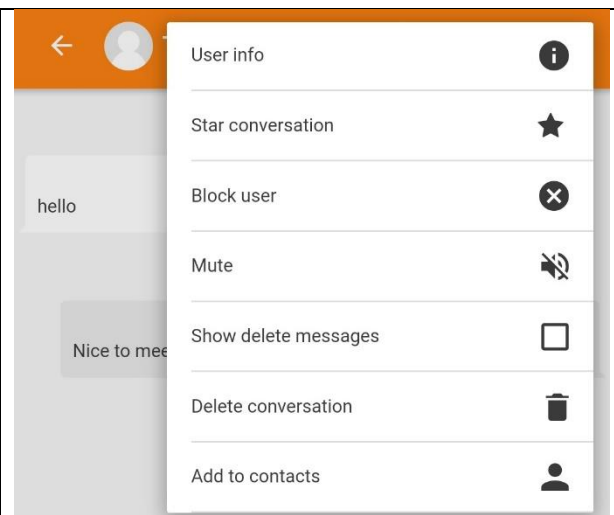 User info
Star conversation
hello
Block user
Mute
Nice to mee
Show delete messages
Delete conversation
Add to contacts